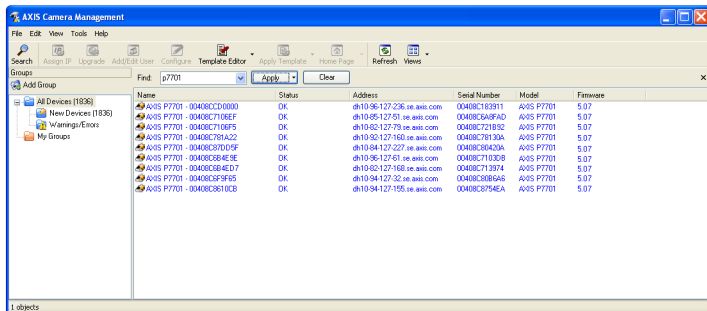 AXIS Camera Management
File Edit View Tools Help
Search Assign IP Upgrade Add/Edit User Configure Template Editor Apply Template Home Page Refresh Views
Groups
Add Group
All Devices [1836]
New Devices [1836]
Warnings/Errors
My Groups
Find: p7701 Apply Clear
Name Status Address Serial Number Model Firmware
AXIS P7701 - 00408CCD0000 OK dh10-96-127-236.se.axis.com 00408C183911 AXIS P7701 5.07
AXIS P7701 - 00408C7106EF OK dh10-85-127-51.se.axis.com 00408C6A8FAD AXIS P7701 5.07
AXIS P7701 - 00408C7106F5 OK dh10-82-127-79.se.axis.com 00408C721B92 AXIS P7701 5.07
AXIS P7701 - 00408C781A22 OK dh10-92-127-160.se.axis.com 00408C78130A AXIS P7701 5.07
AXIS P7701 - 00408C87DD5F OK dh10-84-127-227.se.axis.com 00408C80420A AXIS P7701 5.07
AXIS P7701 - 00408C6B4E9E OK dh10-96-127-61.se.axis.com 00408C7103DB AXIS P7701 5.07
AXIS P7701 - 00408C6B4ED7 OK dh10-82-127-168.se.axis.com 00408C713974 AXIS P7701 5.07
AXIS P7701 - 00408C6F9F65 OK dh10-94-127-32.se.axis.com 00408C80B6A6 AXIS P7701 5.07
AXIS P7701 - 00408C8610CB OK dh10-94-127-155.se.axis.com 00408C8754EA AXIS P7701 5.07
1 objects